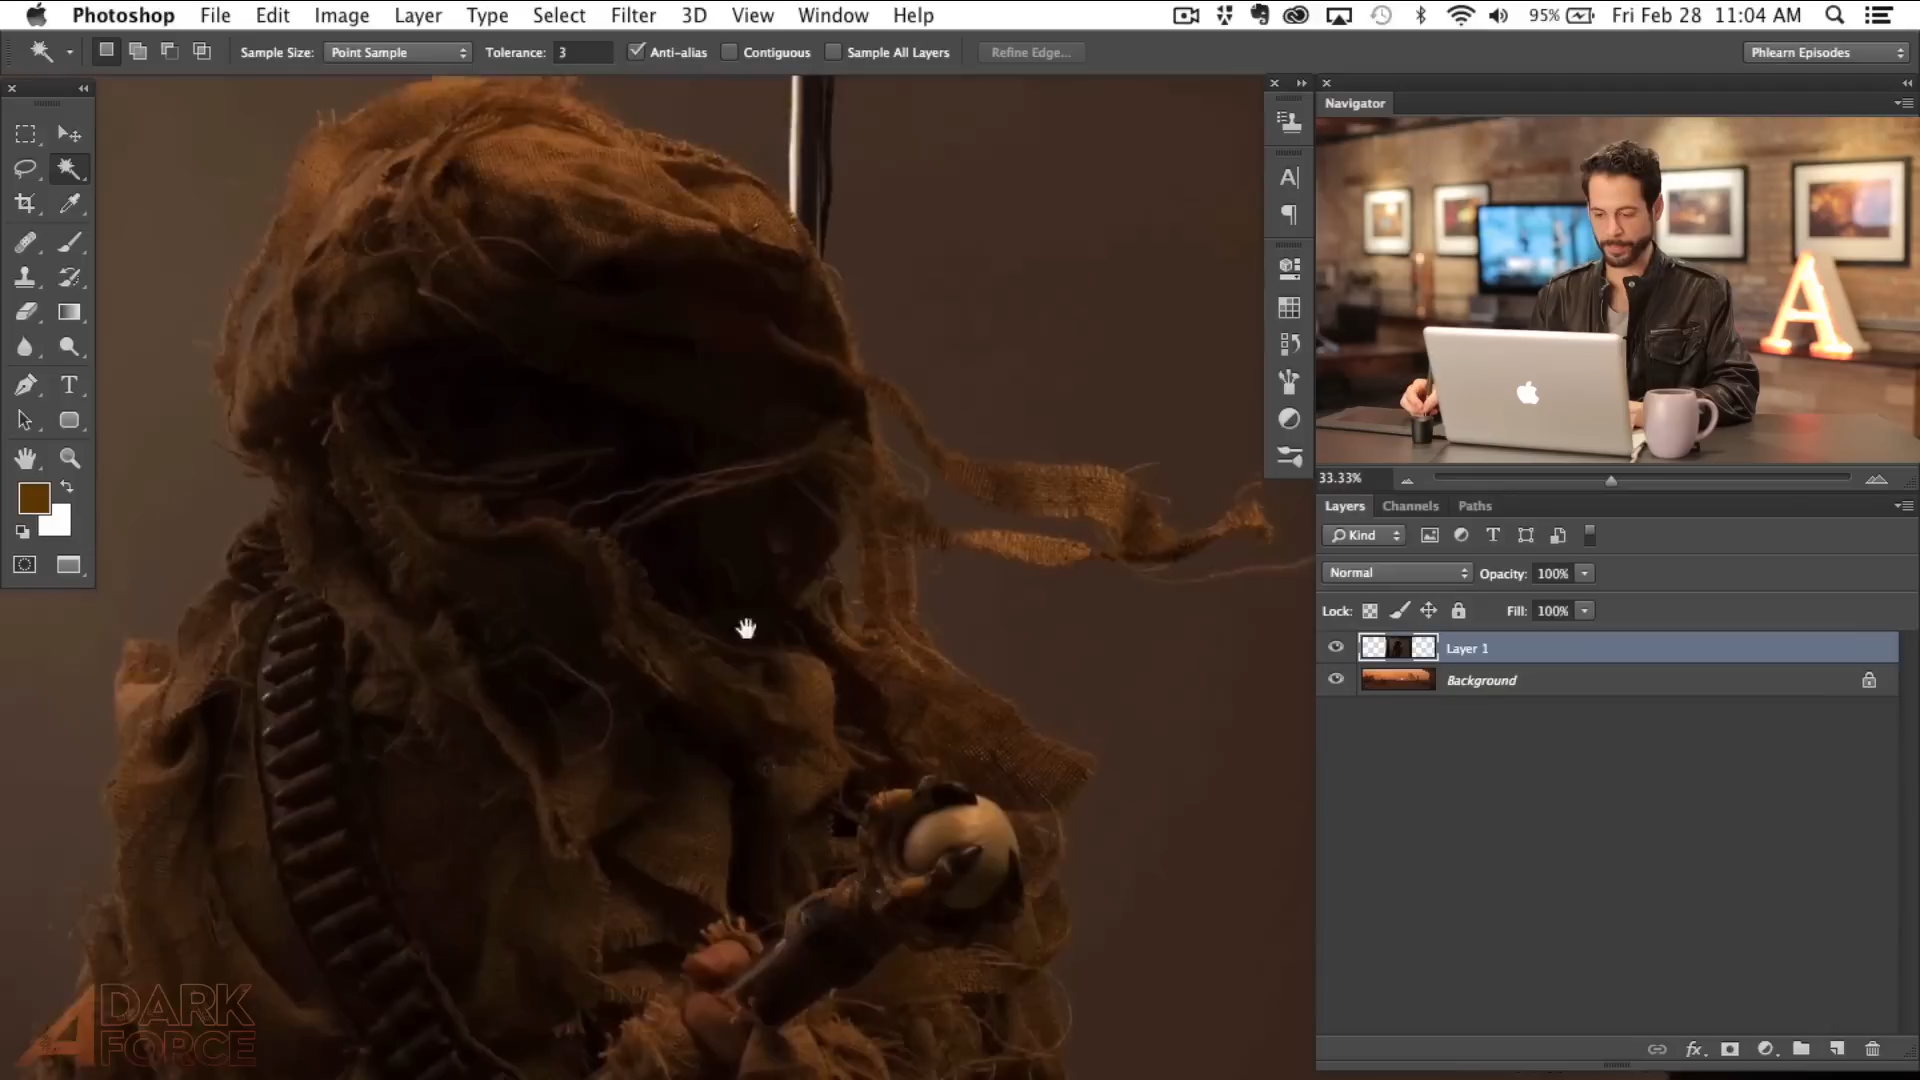 Photoshop File Edit Image Layer Type Select Filter 3D View Window Help 95% Fri Feb 28 11:04 AM
Sample Size: Point Sample Tolerance: 3 Anti-alias Contiguous Sample All Layers Refine Edge... Phlearn Episodes
Navigator
A
33.33%
Layers Channels Paths
Kind
Normal Opacity: 100%
Lock: Fill: 100%
Layer 1
Background
A DARK
FORCE